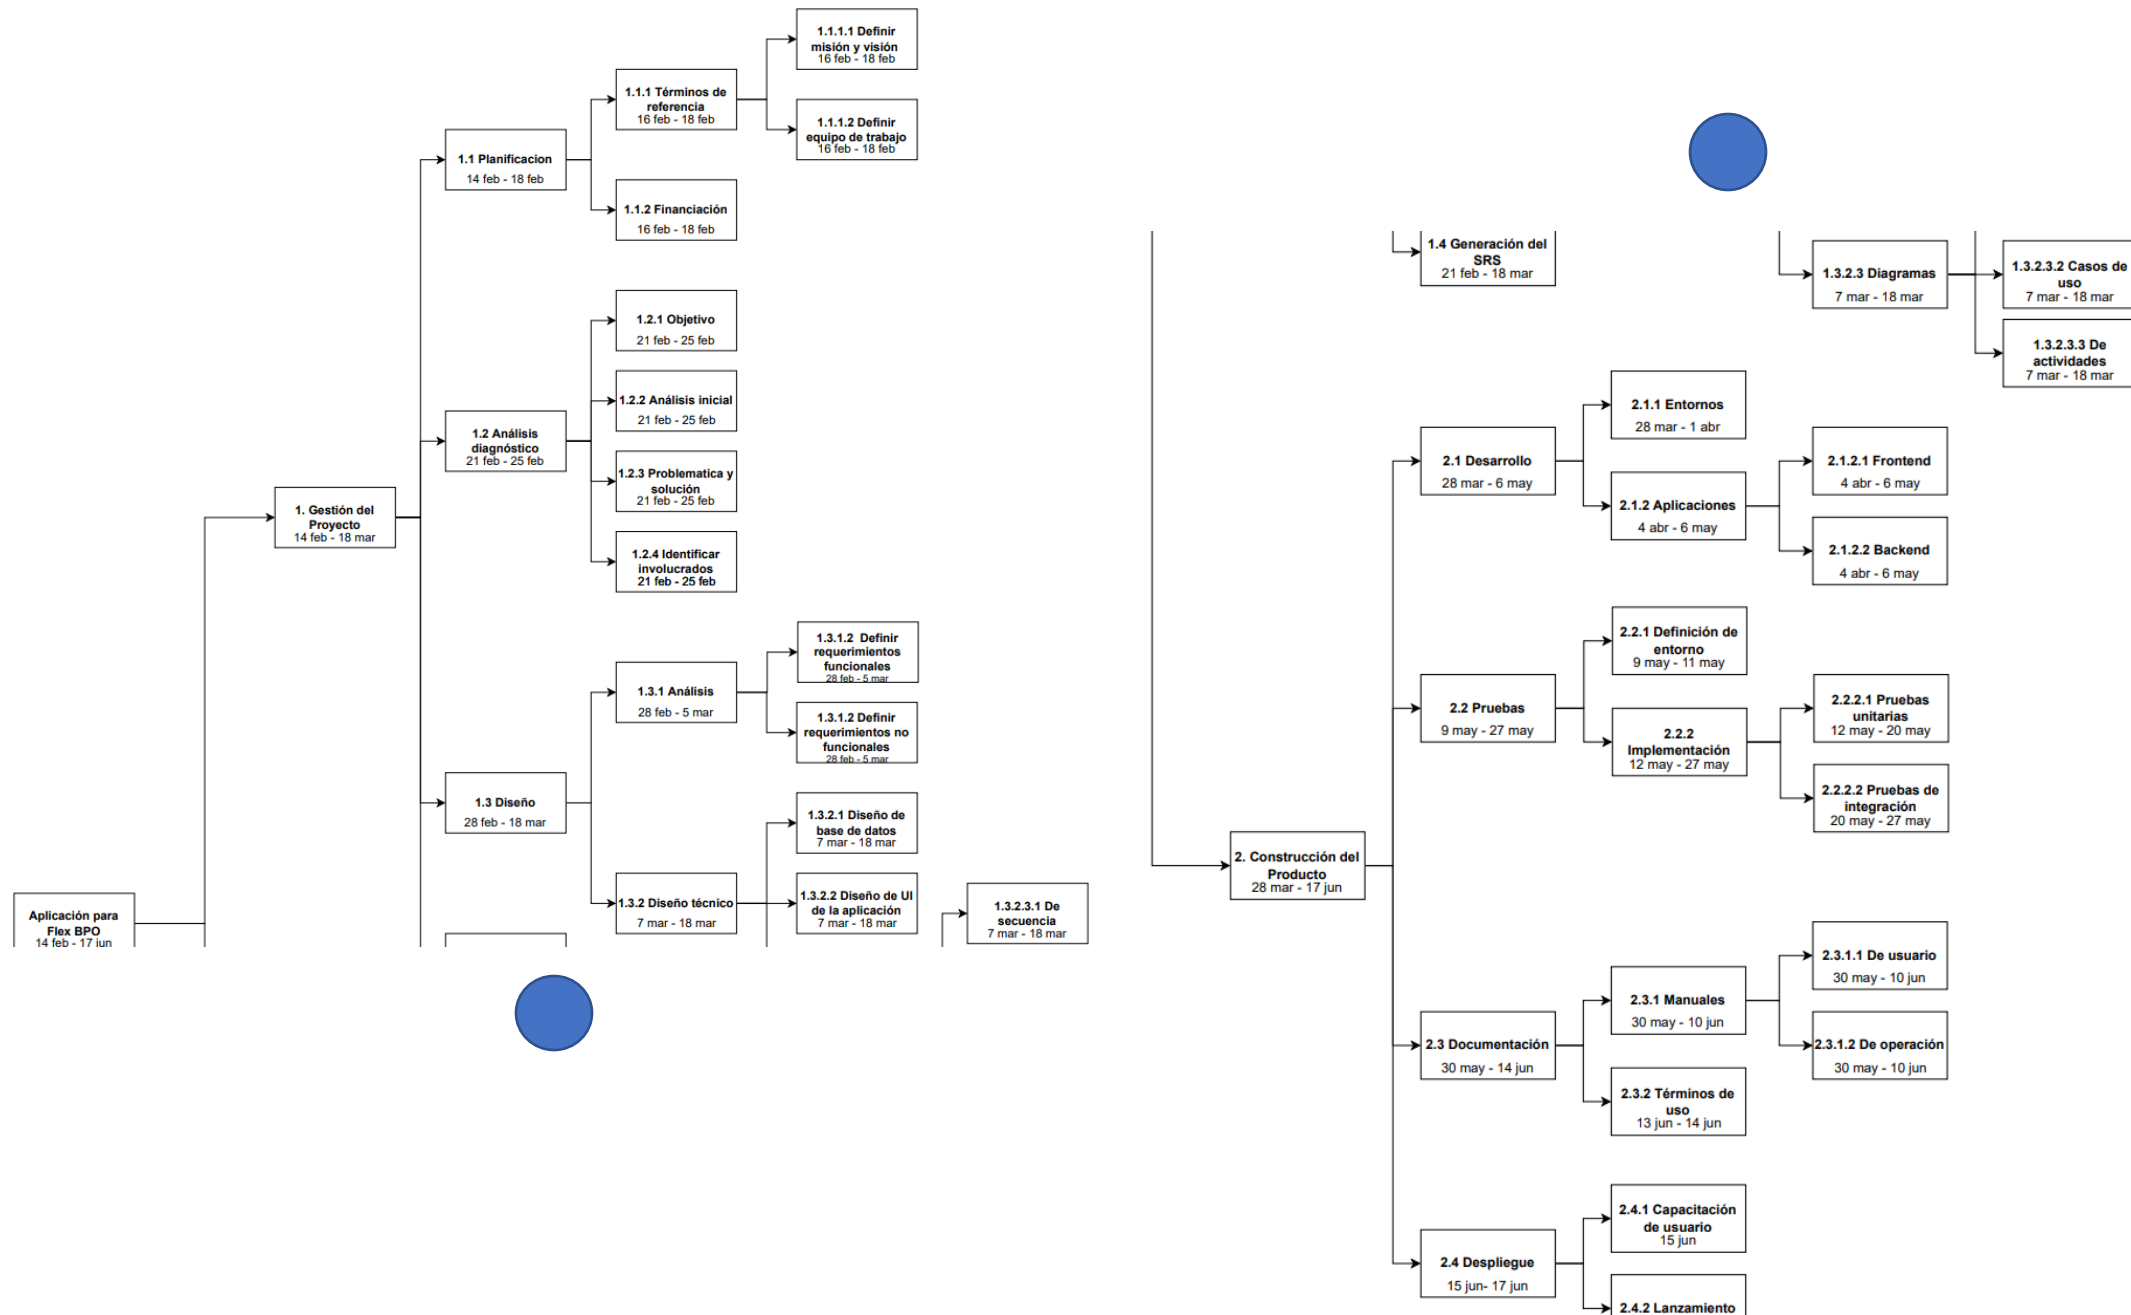 1.1.1.1 Definir
misión y visión
16 feb - 18 feb
1.1.1 Términos de
referencia
16 feb - 18 feb
1.1.1.2 Definir
equipo de trabajo
16 feb - 18 feb
1.1 Planificacion
14 feb - 18 feb
1.1.2 Financiación
16 feb - 18 feb
1.2.1 Objetivo
21 feb - 25 feb
1.2.2 Análisis inicial
21 feb - 25 feb
1.2 Análisis
diagnóstico
21 feb - 25 feb
1.2.3 Problematica y
solución
21 feb - 25 feb
1. Gestión del
Proyecto
14 feb - 18 mar
1.2.4 Identificar
involucrados
21 feb - 25 feb
1.3.1.2 Definir
requerimientos
funcionales
28 feb - 5 mar
1.3.1 Análisis
28 feb - 5 mar
1.3.1.2 Definir
requerimientos no
funcionales
28 feb - 5 mar
1.3 Diseño
28 feb - 18 mar
1.3.2.1 Diseño de
base de datos
7 mar - 18 mar
1.3.2 Diseño técnico
7 mar - 18 mar
1.3.2.2 Diseño de UI
de la aplicación
7 mar - 18 mar
1.3.2.3.1 De
secuencia
7 mar - 18 mar
Aplicación para
Flex BPO
14 feb - 17 jun
1.4 Generación del
SRS
21 feb - 18 mar
1.3.2.3 Diagramas
7 mar - 18 mar
1.3.2.3.2 Casos de
uso
7 mar - 18 mar
1.3.2.3.3 De
actividades
7 mar - 18 mar
2.1.1 Entornos
28 mar - 1 abr
2.1 Desarrollo
28 mar - 6 may
2.1.2.1 Frontend
4 abr - 6 may
2.1.2 Aplicaciones
4 abr - 6 may
2.1.2.2 Backend
4 abr - 6 may
2.2.1 Definición de
entorno
9 may - 11 may
2.2 Pruebas
9 may - 27 may
2.2.2.1 Pruebas
unitarias
12 may - 20 may
2.2.2
Implementación
12 may - 27 may
2.2.2.2 Pruebas de
integración
20 may - 27 may
2. Construcción del
Producto
28 mar - 17 jun
2.3.1.1 De usuario
30 may - 10 jun
2.3.1 Manuales
30 may - 10 jun
2.3 Documentación
30 may - 14 jun
2.3.1.2 De operación
30 may - 10 jun
2.3.2 Términos de
uso
13 jun - 14 jun
2.4.1 Capacitación
de usuario
15 jun
2.4 Despliegue
15 jun- 17 jun
2.4.2 Lanzamiento